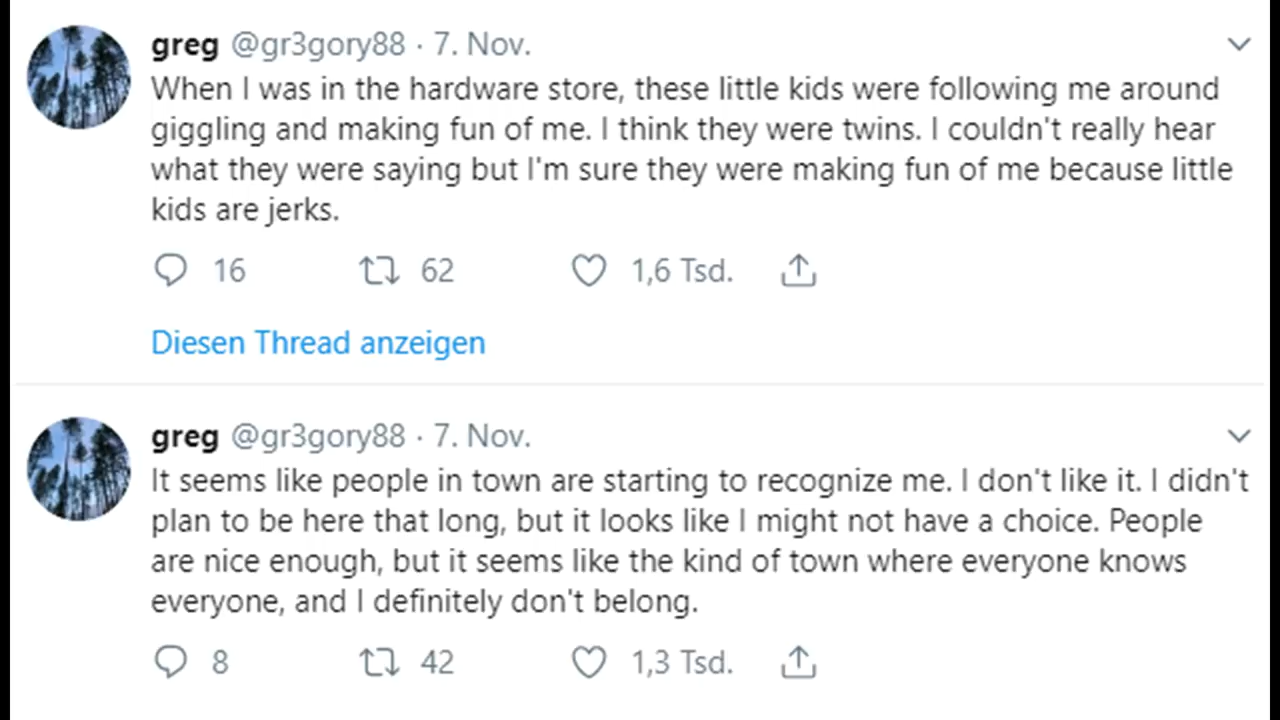 greg @gr3gory88 · 7. Nov.
When I was in the hardware store, these little kids were following me around
giggling and making fun of me. I think they were twins. I couldn't really hear
what they were saying but I'm sure they were making fun of me because little
kids are jerks.
16 62 1,6 Tsd.
Diesen Thread anzeigen
greg @gr3gory88 · 7. Nov.
It seems like people in town are starting to recognize me. I don't like it. I didn't
plan to be here that long, but it looks like I might not have a choice. People
are nice enough, but it seems like the kind of town where everyone knows
everyone, and I definitely don't belong.
8 42 1,3 Tsd.